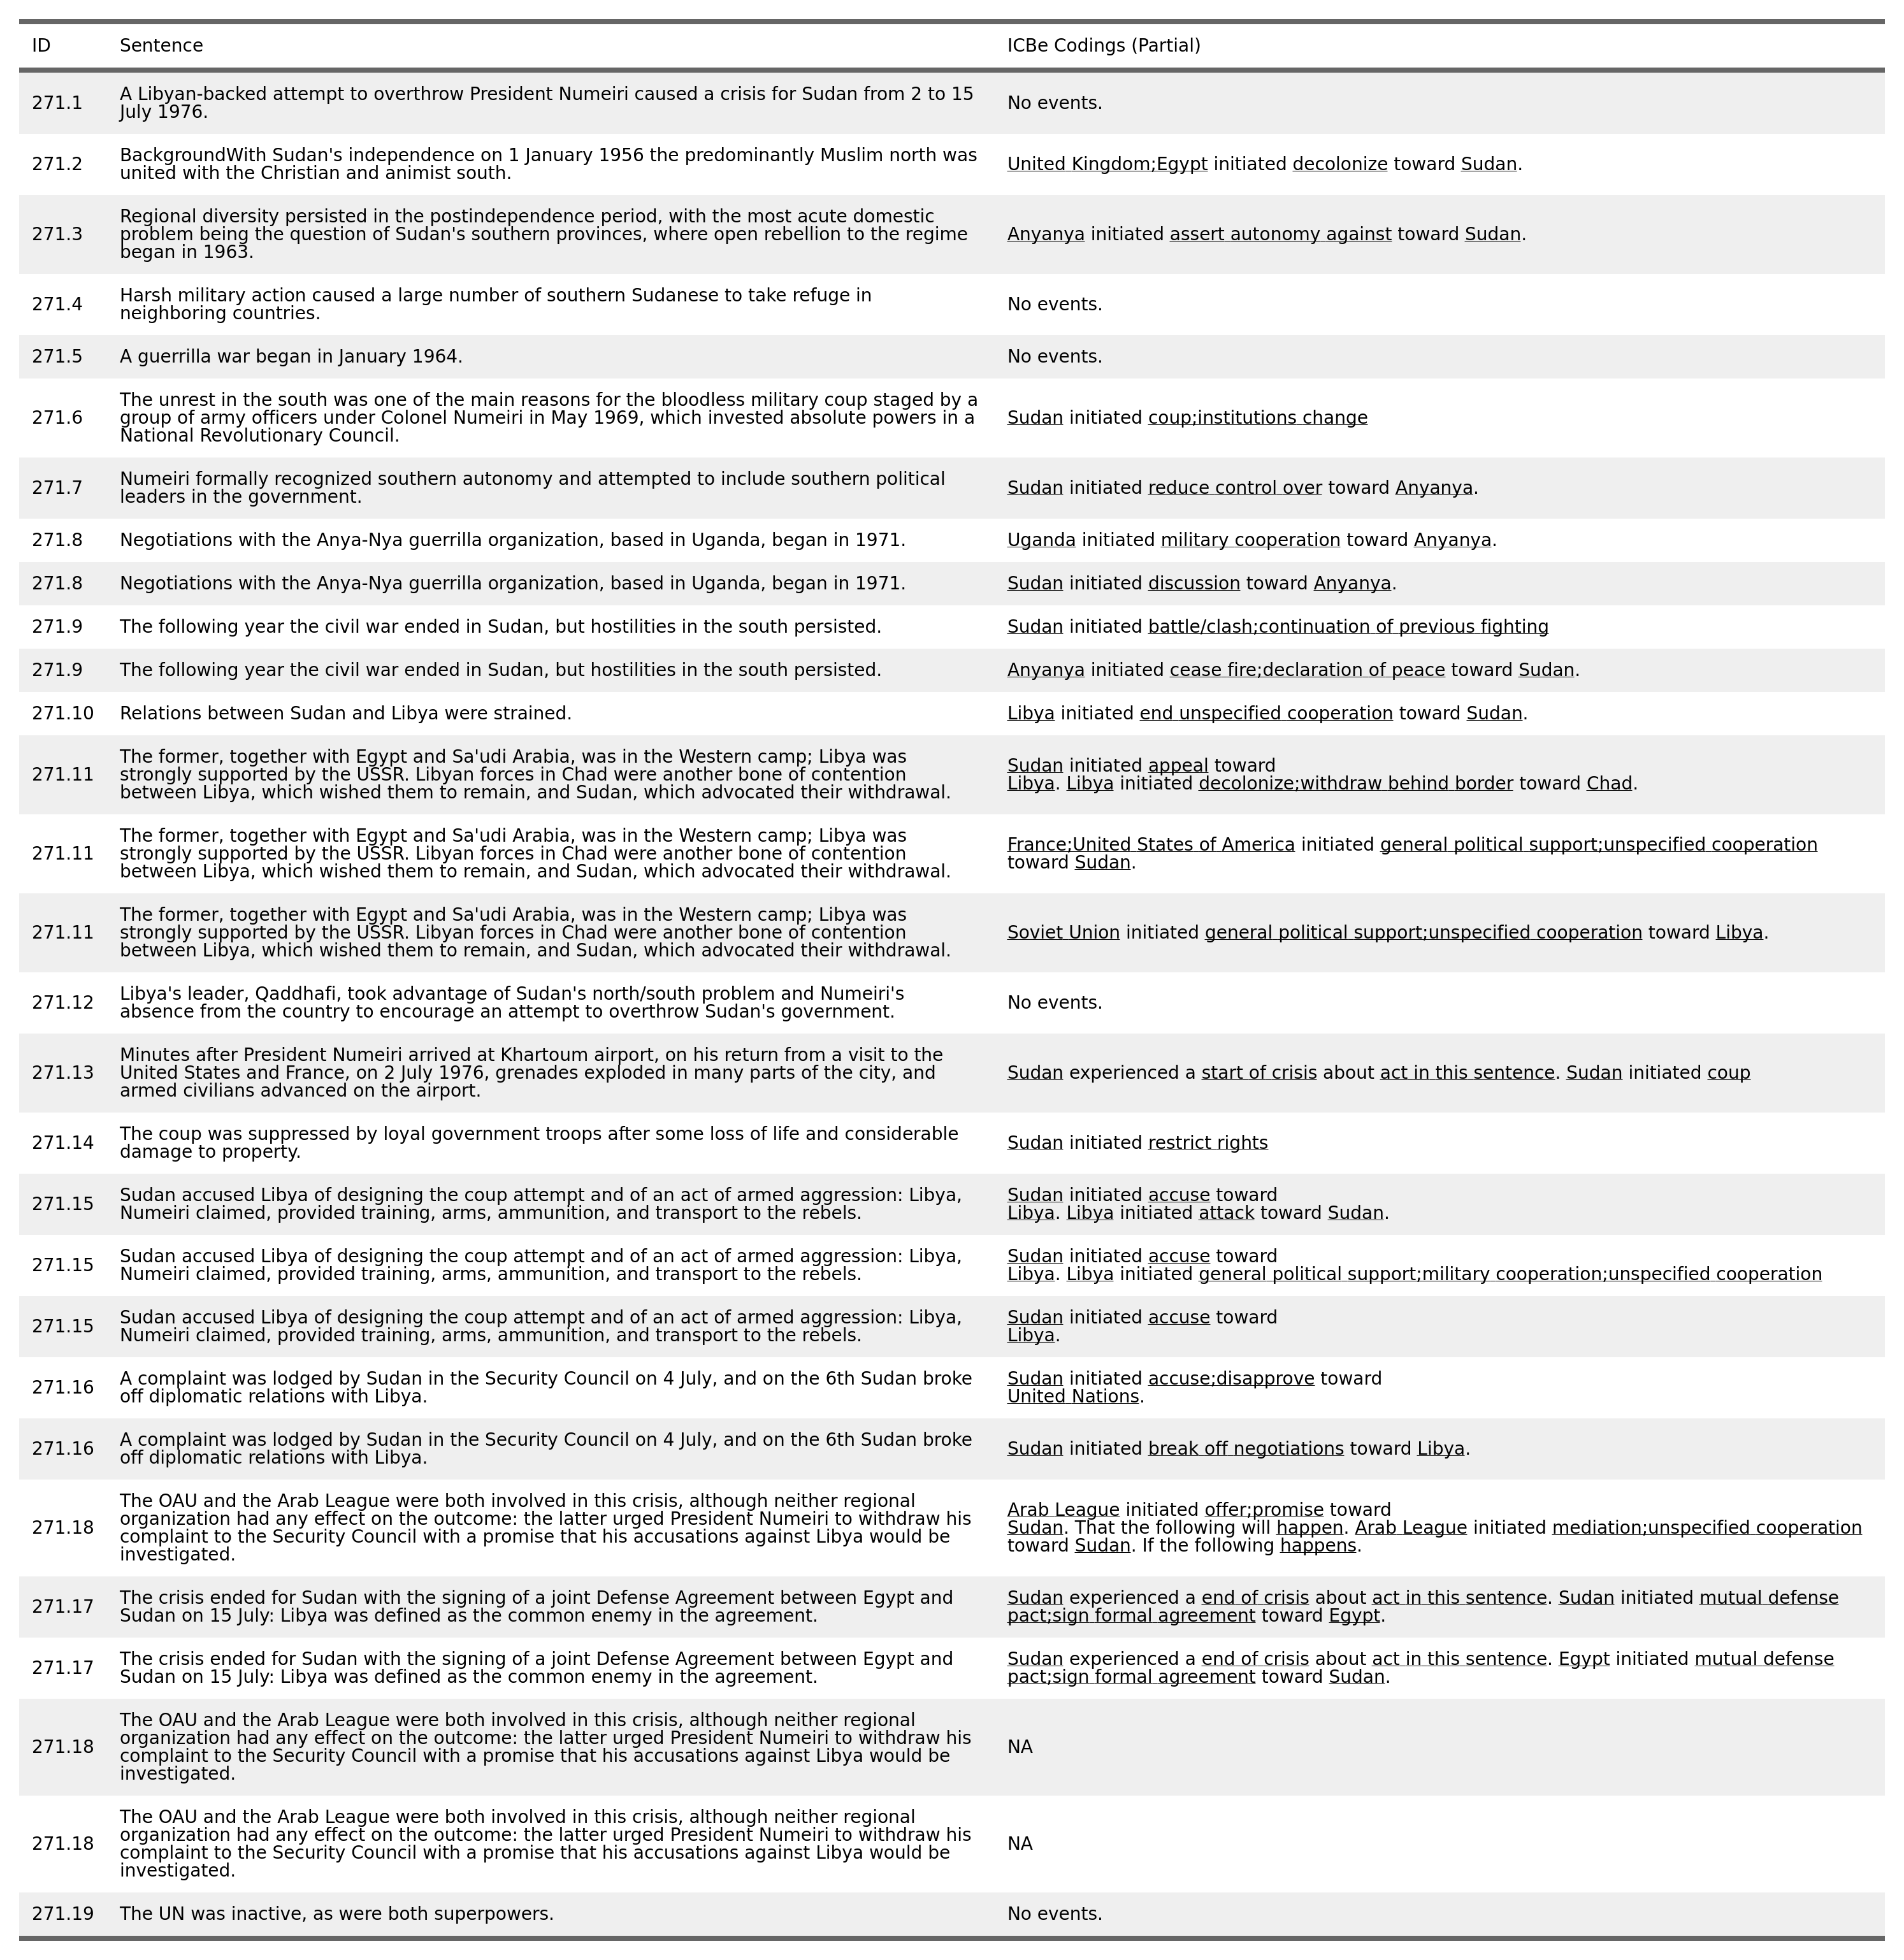 ID Sentence ICBe Codings (Partial)
271.1 A Libyan-backed attempt to overthrow President Numeiri caused a crisis for Sudan from 2 to 15
July 1976.
No events.
271.2 BackgroundWith Sudan's independence on 1 January 1956 the predominantly Muslim north was
united with the Christian and animist south.
United Kingdom;Egypt initiated decolonize toward Sudan.
271.3 Regional diversity persisted in the postindependence period, with the most acute domestic
problem being the question of Sudan's southern provinces, where open rebellion to the regime
began in 1963.
Anyanya initiated assert autonomy against toward Sudan.
271.4 Harsh military action caused a large number of southern Sudanese to take refuge in
neighboring countries.
No events.
271.5 A guerrilla war began in January 1964. No events.
271.6 The unrest in the south was one of the main reasons for the bloodless military coup staged by a
group of army officers under Colonel Numeiri in May 1969, which invested absolute powers in a
National Revolutionary Council.
Sudan initiated coup;institutions change
271.7 Numeiri formally recognized southern autonomy and attempted to include southern political
leaders in the government.
Sudan initiated reduce control over toward Anyanya.
271.8 Negotiations with the Anya-Nya guerrilla organization, based in Uganda, began in 1971. Uganda initiated military cooperation toward Anyanya.
271.8 Negotiations with the Anya-Nya guerrilla organization, based in Uganda, began in 1971. Sudan initiated discussion toward Anyanya.
271.9 The following year the civil war ended in Sudan, but hostilities in the south persisted. Sudan initiated battle/clash;continuation of previous fighting
271.9 The following year the civil war ended in Sudan, but hostilities in the south persisted. Anyanya initiated cease fire;declaration of peace toward Sudan.
271.10 Relations between Sudan and Libya were strained. Libya initiated end unspecified cooperation toward Sudan.
271.11 The former, together with Egypt and Sa'udi Arabia, was in the Western camp; Libya was
strongly supported by the USSR. Libyan forces in Chad were another bone of contention
between Libya, which wished them to remain, and Sudan, which advocated their withdrawal.
Sudan initiated appeal toward
Libya. Libya initiated decolonize;withdraw behind border toward Chad.
271.11 The former, together with Egypt and Sa'udi Arabia, was in the Western camp; Libya was
strongly supported by the USSR. Libyan forces in Chad were another bone of contention
between Libya, which wished them to remain, and Sudan, which advocated their withdrawal.
France;United States of America initiated general political support;unspecified cooperation
toward Sudan.
271.11 The former, together with Egypt and Sa'udi Arabia, was in the Western camp; Libya was
strongly supported by the USSR. Libyan forces in Chad were another bone of contention
between Libya, which wished them to remain, and Sudan, which advocated their withdrawal.
Soviet Union initiated general political support;unspecified cooperation toward Libya.
271.12 Libya's leader, Qaddhafi, took advantage of Sudan's north/south problem and Numeiri's
absence from the country to encourage an attempt to overthrow Sudan's government.
No events.
271.13 Minutes after President Numeiri arrived at Khartoum airport, on his return from a visit to the
United States and France, on 2 July 1976, grenades exploded in many parts of the city, and
armed civilians advanced on the airport.
Sudan experienced a start of crisis about act in this sentence. Sudan initiated coup
271.14 The coup was suppressed by loyal government troops after some loss of life and considerable
damage to property.
Sudan initiated restrict rights
271.15 Sudan accused Libya of designing the coup attempt and of an act of armed aggression: Libya,
Numeiri claimed, provided training, arms, ammunition, and transport to the rebels.
Sudan initiated accuse toward
Libya. Libya initiated attack toward Sudan.
271.15 Sudan accused Libya of designing the coup attempt and of an act of armed aggression: Libya,
Numeiri claimed, provided training, arms, ammunition, and transport to the rebels.
Sudan initiated accuse toward
Libya. Libya initiated general political support;military cooperation;unspecified cooperation
271.15 Sudan accused Libya of designing the coup attempt and of an act of armed aggression: Libya,
Numeiri claimed, provided training, arms, ammunition, and transport to the rebels.
Sudan initiated accuse toward
Libya.
271.16 A complaint was lodged by Sudan in the Security Council on 4 July, and on the 6th Sudan broke
off diplomatic relations with Libya.
Sudan initiated accuse;disapprove toward
United Nations.
271.16 A complaint was lodged by Sudan in the Security Council on 4 July, and on the 6th Sudan broke
off diplomatic relations with Libya.
Sudan initiated break off negotiations toward Libya.
271.18 The OAU and the Arab League were both involved in this crisis, although neither regional
organization had any effect on the outcome: the latter urged President Numeiri to withdraw his
complaint to the Security Council with a promise that his accusations against Libya would be
investigated.
Arab League initiated offer;promise toward
Sudan. That the following will happen. Arab League initiated mediation;unspecified cooperation
toward Sudan. If the following happens.
271.17 The crisis ended for Sudan with the signing of a joint Defense Agreement between Egypt and
Sudan on 15 July: Libya was defined as the common enemy in the agreement.
Sudan experienced a end of crisis about act in this sentence. Sudan initiated mutual defense
pact;sign formal agreement toward Egypt.
271.17 The crisis ended for Sudan with the signing of a joint Defense Agreement between Egypt and
Sudan on 15 July: Libya was defined as the common enemy in the agreement.
Sudan experienced a end of crisis about act in this sentence. Egypt initiated mutual defense
pact;sign formal agreement toward Sudan.
271.18 The OAU and the Arab League were both involved in this crisis, although neither regional
organization had any effect on the outcome: the latter urged President Numeiri to withdraw his
complaint to the Security Council with a promise that his accusations against Libya would be
investigated.
NA
271.18 The OAU and the Arab League were both involved in this crisis, although neither regional
organization had any effect on the outcome: the latter urged President Numeiri to withdraw his
complaint to the Security Council with a promise that his accusations against Libya would be
investigated.
NA
271.19 The UN was inactive, as were both superpowers. No events.